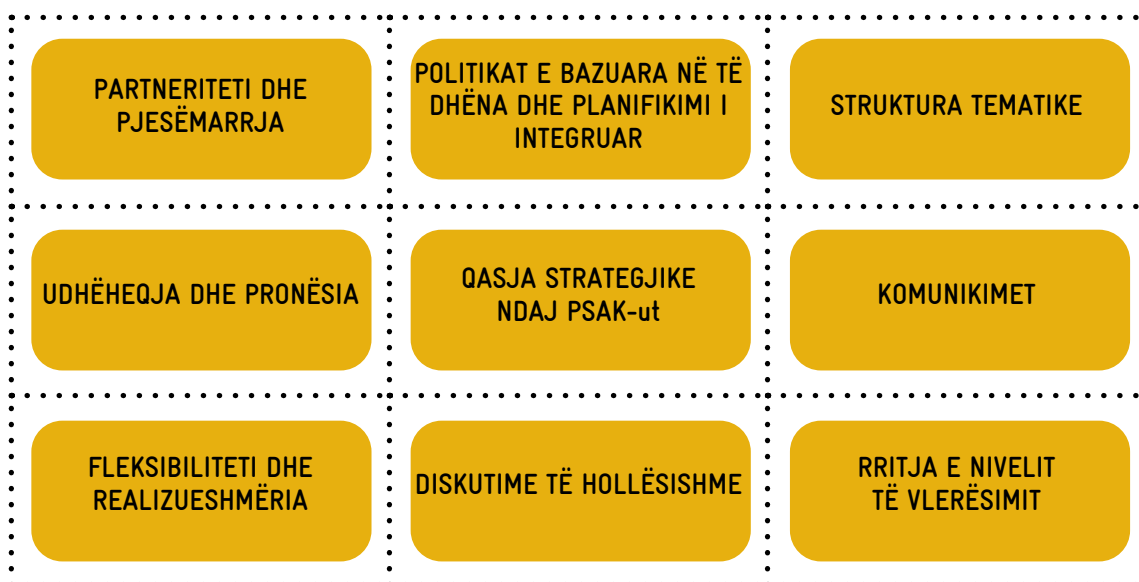 PARTNERITETI DHE
PJESËMARRJA
POLITIKAT E BAZUARA NË TË
DHËNA DHE PLANIFIKIMI I
INTEGRUAR
STRUKTURA TEMATIKE
UDHËHEQJA DHE PRONËSIA
QASJA STRATEGJIKE
NDAJ PSAK-ut
KOMUNIKIMET
FLEKSIBILITETI DHE
REALIZUESHMËRIA
DISKUTIME TË HOLLËSISHME
RRITJA E NIVELIT
TË VLERËSIMIT